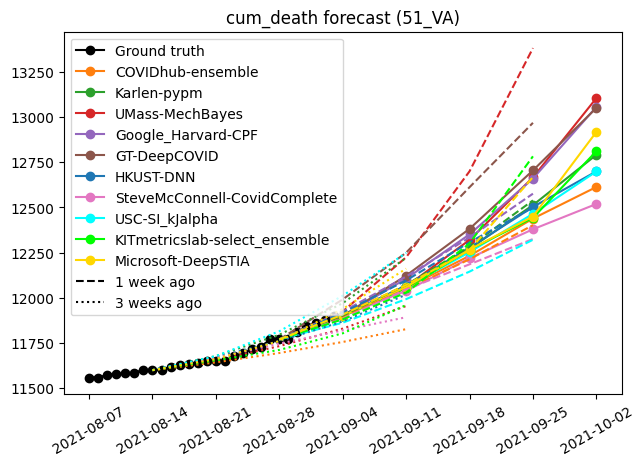 cum_death forecast (51_VA)
13250
13000
12750
12500
12250
12000
11750
11500
Ground truth
COVIDhub-ensemble
Karlen-pypm
UMass-MechBayes
Google_Harvard-CPF
GT-DeepCOVID
HKUST-DNN
SteveMcConnell-CovidComplete
USC-SI_kJalpha
KITmetricslab-select_ensemble
Microsoft-DeepSTIA
1 week ago
3 weeks ago
2021-08-07
2021-08-14
2021-08-21
2021-08-28
2021-09-04
2021-09-11
2021-09-18
2021-09-25
2021-10-02